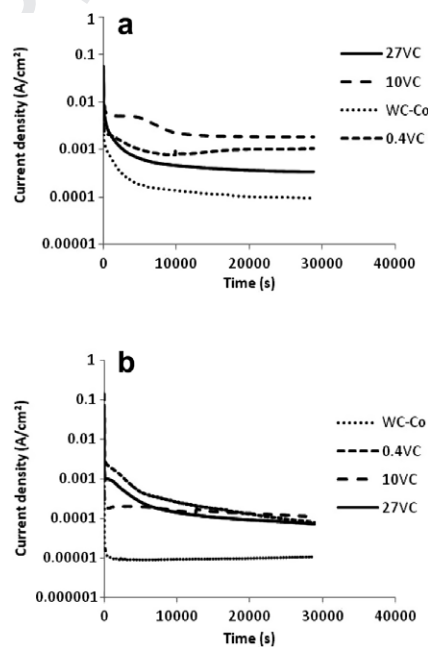 a
Current density (A/cm²)
1
0.1
0.01
0.001
0.0001
0.00001
0 10000 20000 30000 40000
Time (s)
27VC
10VC
WC-Co
0.4VC
b
Current density (A/cm²)
1
0.1
0.01
0.001
0.0001
0.00001
0.000001
0 10000 20000 30000 40000
Time (s)
WC-Co
0.4VC
10VC
27VC